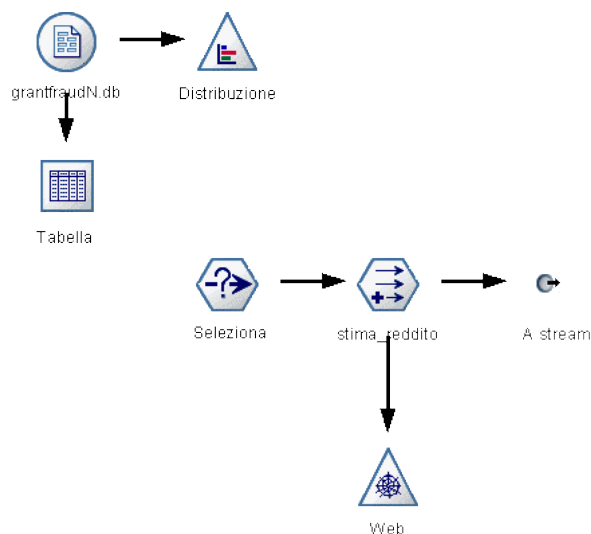 grantfraudN.db
Distribuzione
Tabella
Seleziona
stima_reddito
A stream
Web